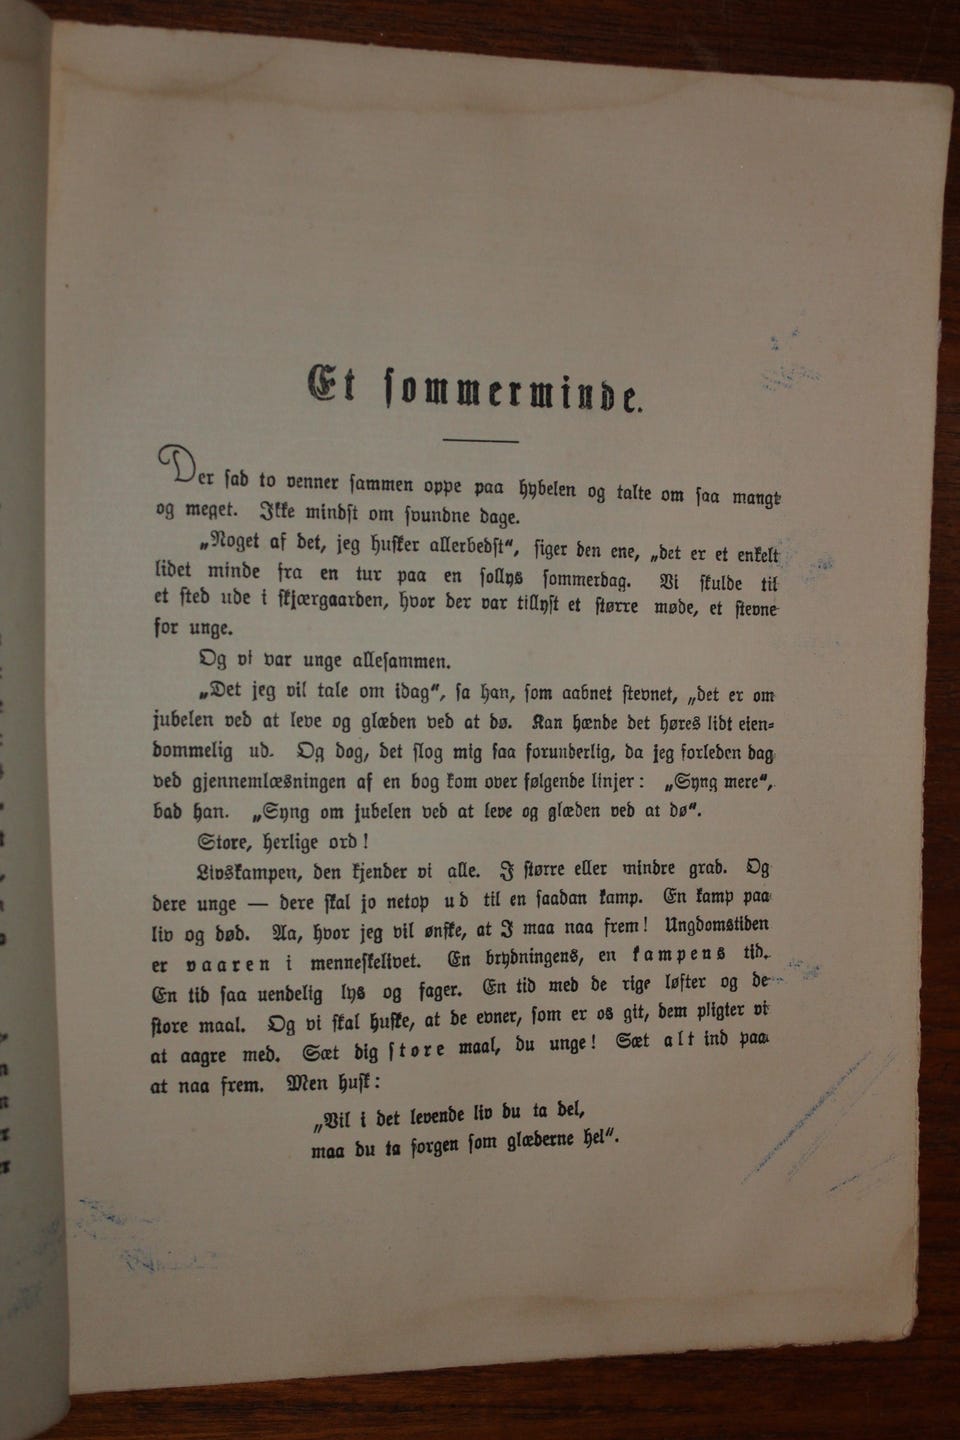 Et sommerminde.
Der sad to venner sammen oppe paa hybelen og talte om saa mangt
og meget. Ikke mindst om svundne dage.
„Noget af det, jeg husker allerbedst“, siger den ene, „det er et enkelt
lidet minde fra en tur paa en sollys sommerdag. Vi skulde til
et sted ude i skjærgaarden, hvor der var tillyst et større møde, et stevne
for unge.
Og vi var unge allesammen.
„Det jeg vil tale om idag“, sa han, som aabnet stevnet, „det er om
jubelen ved at leve og glæden ved at dø. Kan hænde det høres lidt eien-
dommelig ud. Og dog, det slog mig saa forunderlig, da jeg forleden dag
ved gjennemlæsningen af en bog kom over følgende linjer: „Syng mere“,
bad han. „Syng om jubelen ved at leve og glæden ved at dø“.
Store, herlige ord!
Livskampen, den kjender vi alle. I større eller mindre grad. Og
dere unge — dere skal jo netop ud til en saadan kamp. En kamp paa
liv og død. Aa, hvor jeg vil ønske, at I maa naa frem! Ungdomstiden
er vaaren i menneskelivet. En brydningens, en kampens tid.
En tid saa uendelig lys og fager. En tid med de rige løfter og de
store maal. Og vi skal huske, at de evner, som er os git, dem pligter vi
at aagre med. Sæt dig store maal, du unge! Sæt alt ind paa
at naa frem. Men husk:
„Vil i det levende liv du ta del,
maa du ta sorgen som glæderne hel“.